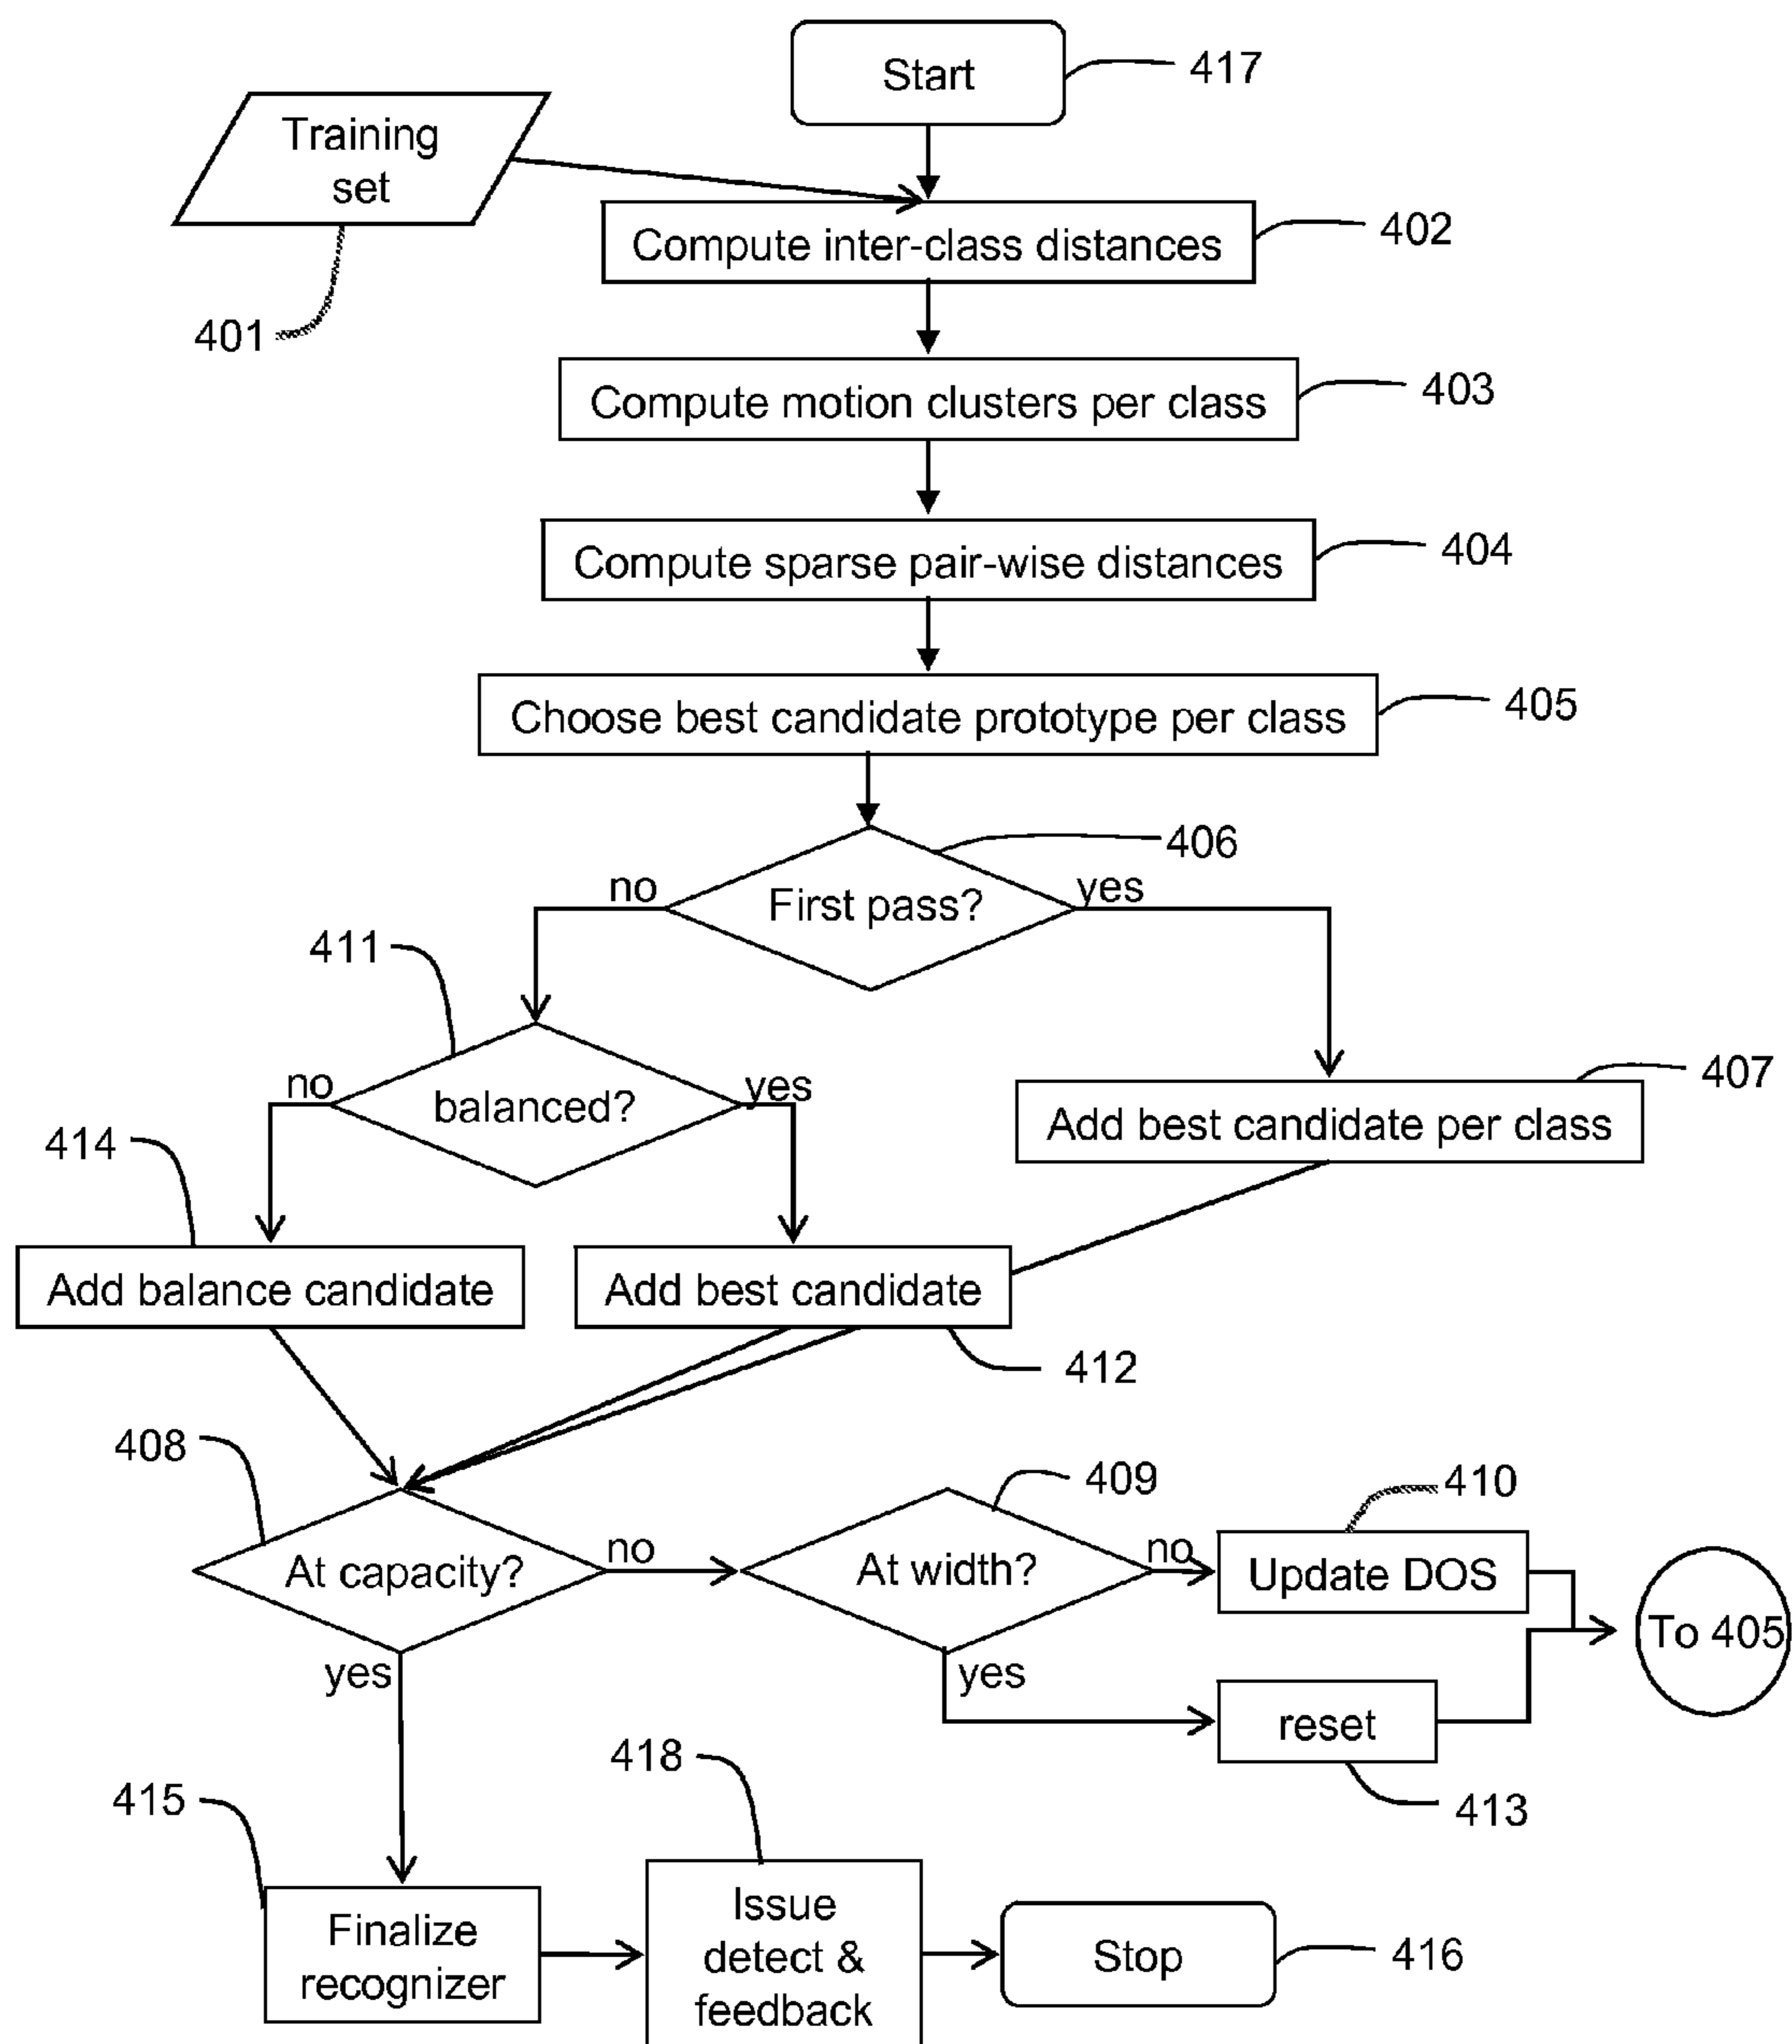 Start
417
Training
set
401
Compute inter-class distances
402
Compute motion clusters per class
403
Compute sparse pair-wise distances
404
Choose best candidate prototype per class
405
406
First pass?
no
yes
411
balanced?
no
yes
407
Add best candidate per class
414
Add balance candidate
Add best candidate
412
408
At capacity?
no
yes
409
At width?
no
yes
410
Update DOS
To 405
reset
413
415
Finalize
recognizer
418
Issue
detect &
feedback
Stop
416